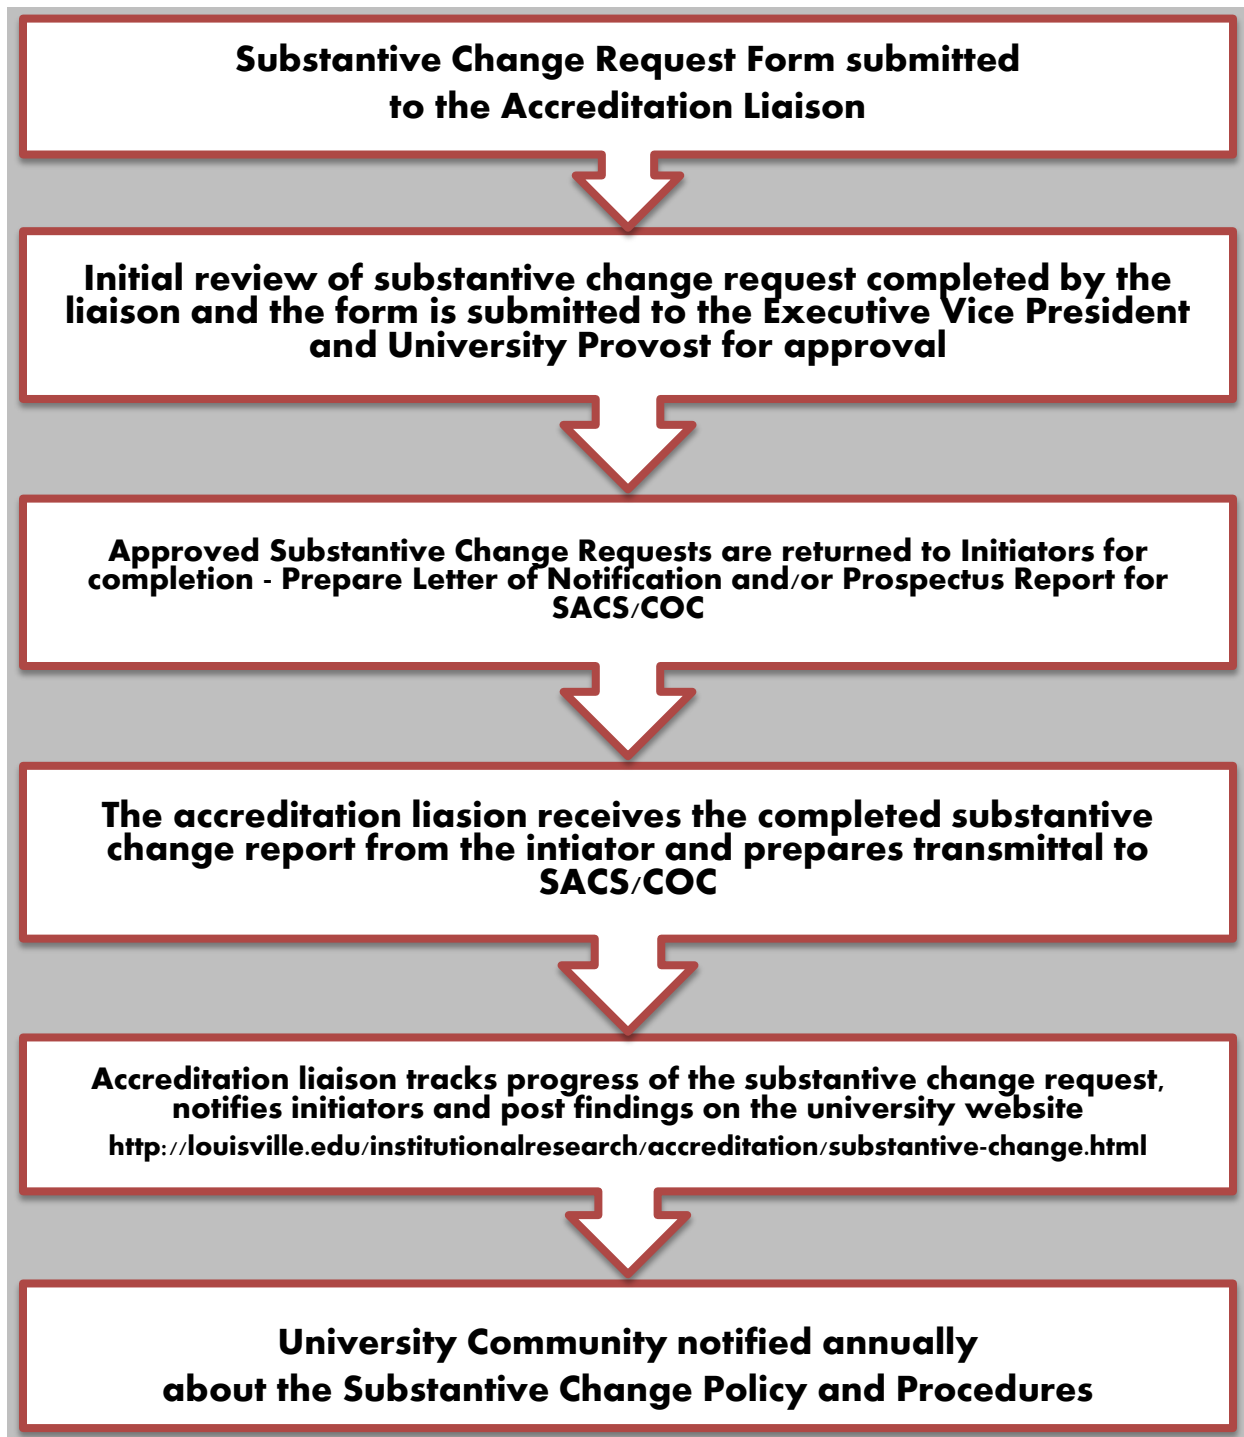 Substantive Change Request Form submitted
to the Accreditation Liaison
Initial review of substantive change request completed by the
liaison and the form is submitted to the Executive Vice President
and University Provost for approval
Approved Substantive Change Requests are returned to Initiators for
completion - Prepare Letter of Notification and/or Prospectus Report for
SACS/COC
The accreditation liasion receives the completed substantive
change report from the intiator and prepares transmittal to
SACS/COC
Accreditation liaison tracks progress of the substantive change request,
notifies initiators and post findings on the university website
http://louisville.edu/institutionalresearch/accreditation/substantive-change.html
University Community notified annually
about the Substantive Change Policy and Procedures